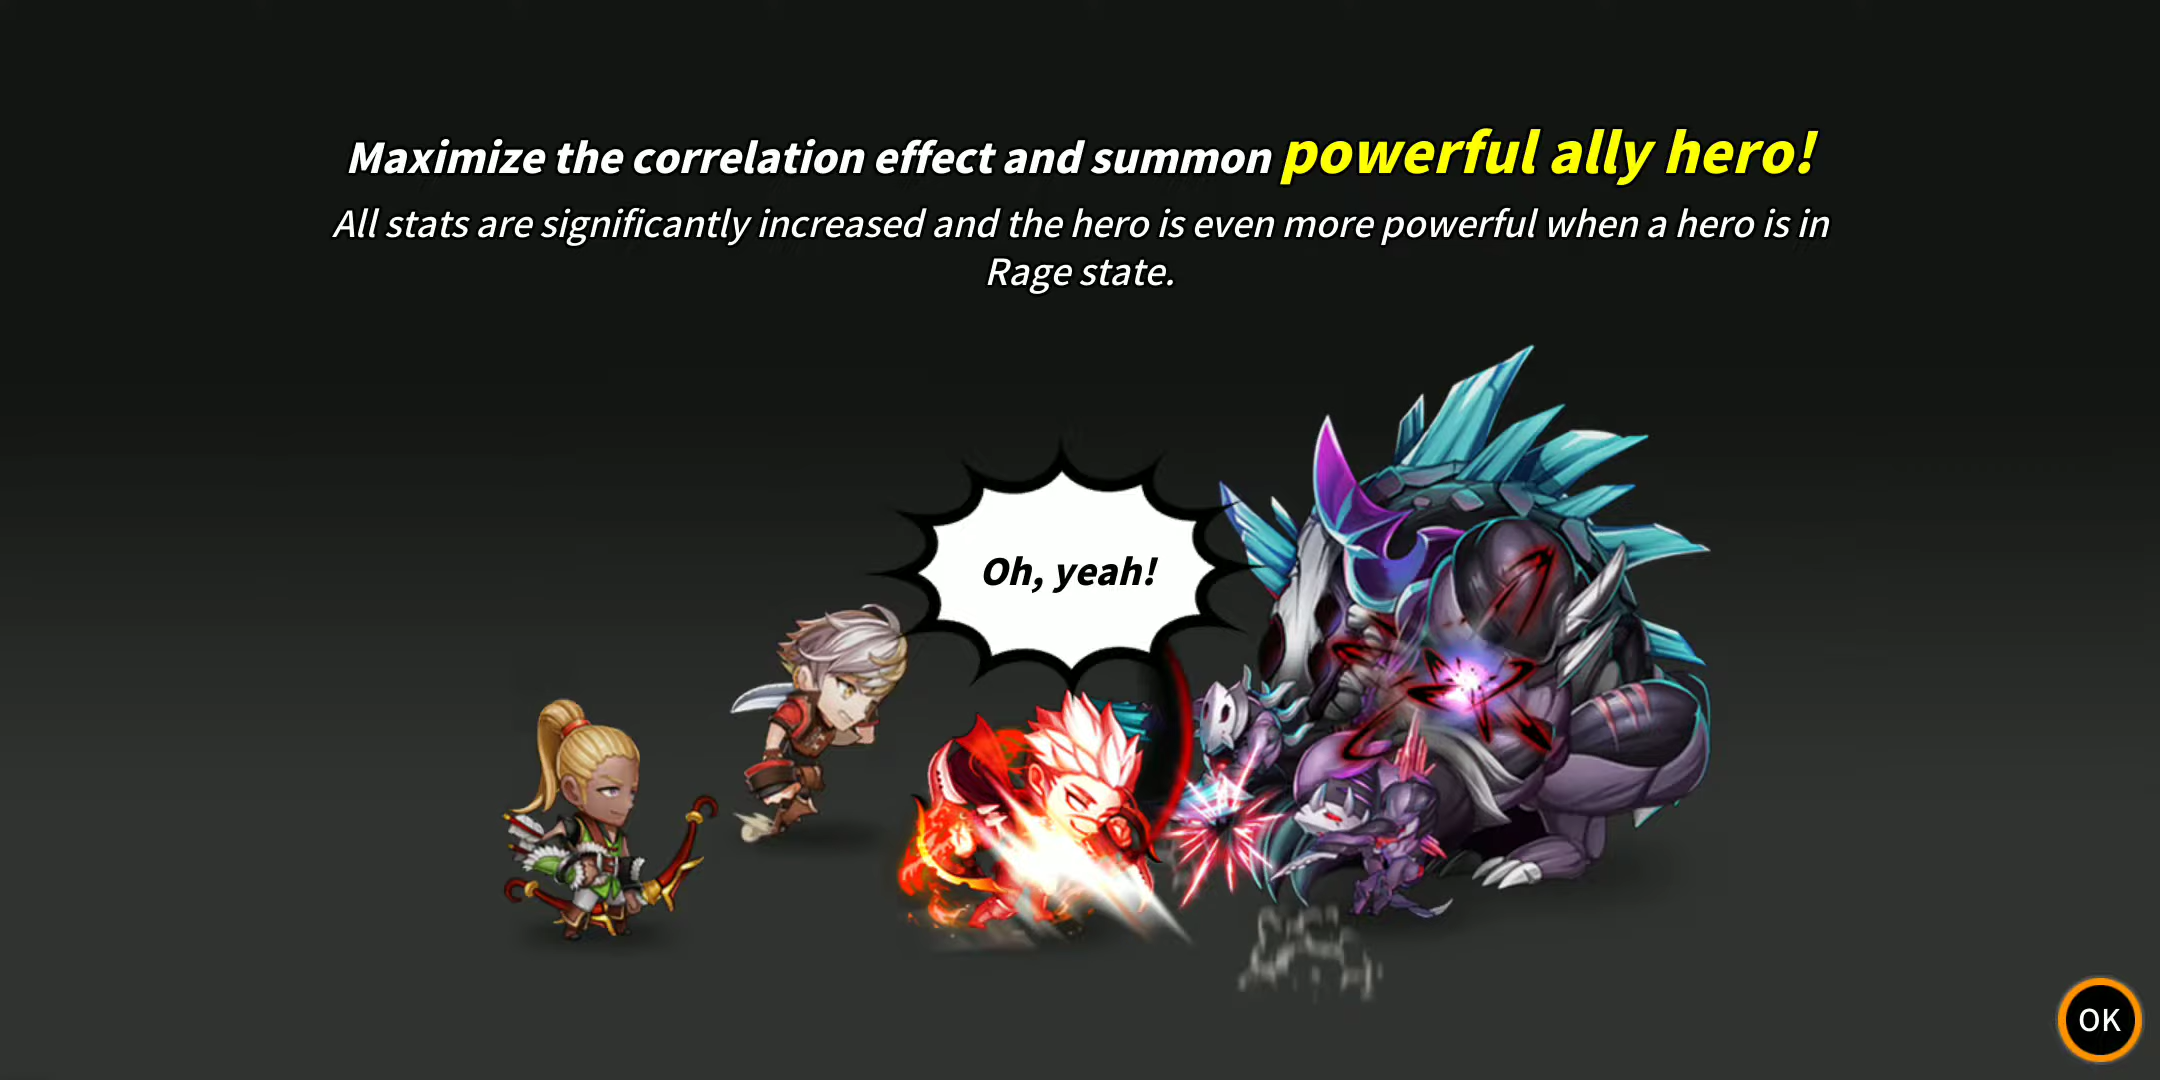 Maximize the correlation effect and summon powerful ally hero!
All stats are significantly increased and the hero is even more powerful when a hero is in
Rage state.
Oh, yeah!
OK